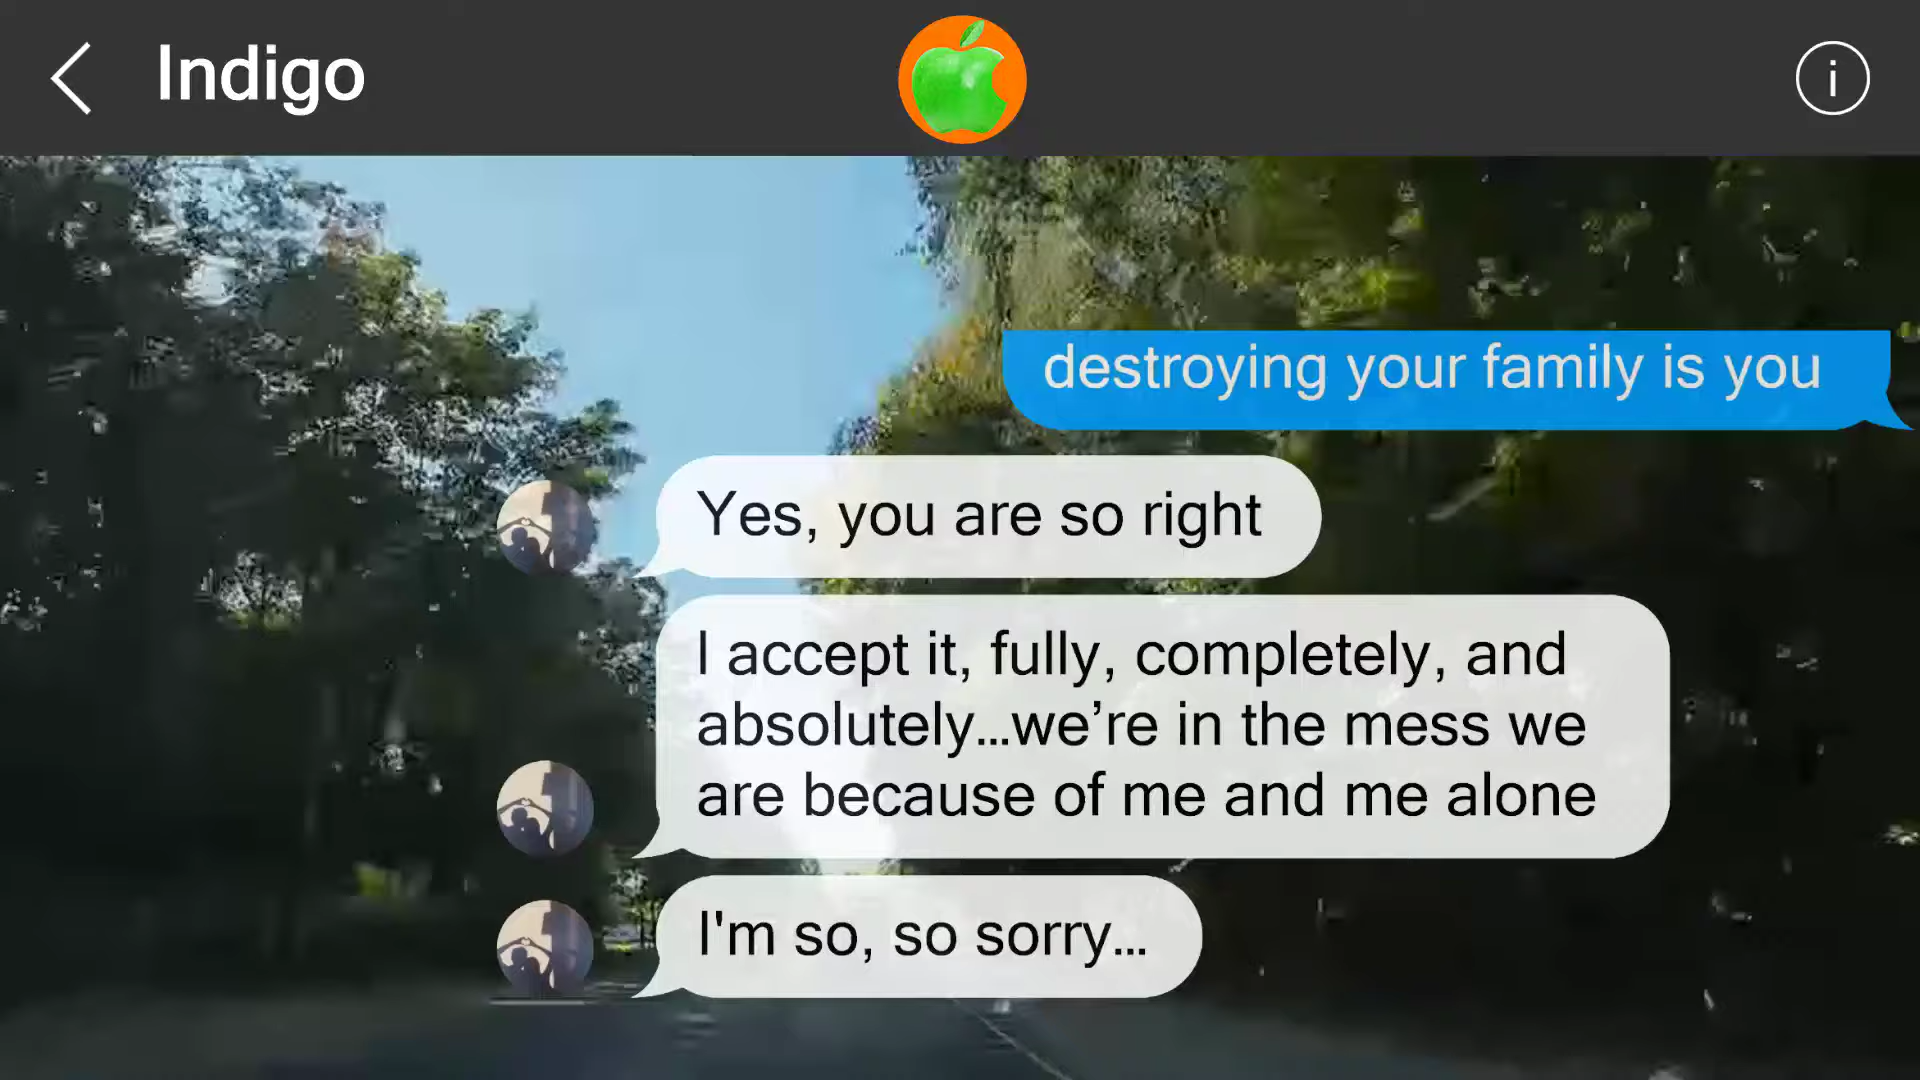 Indigo
destroying your family is you
Yes, you are so right
I accept it, fully, completely, and
absolutely…we’re in the mess we
are because of me and me alone
I'm so, so sorry…